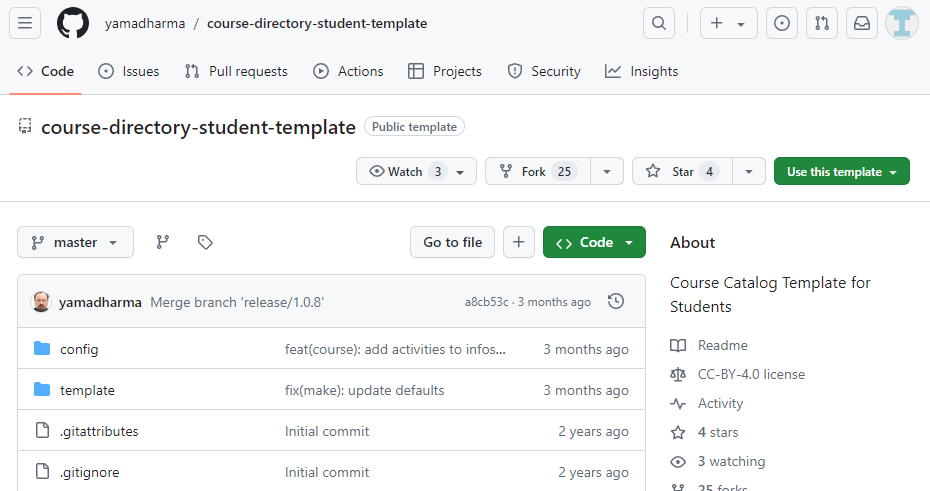 yamadharma / course-directory-student-template
Code Issues Pull requests Actions Projects Security Insights
course-directory-student-template Public template
Watch 3 Fork 25 Star 4 Use this template
master Go to file Code About
Course Catalog Template for
Students
yamadharma Merge branch 'release/1.0.8' a8cb53c · 3 months ago
config feat(course): add activities to infos... 3 months ago
Readme
template fix(make): update defaults 3 months ago
CC-BY-4.0 license
Activity
.gitattributes Initial commit 2 years ago
4 stars
3 watching
.gitignore Initial commit 2 years ago
25 forks